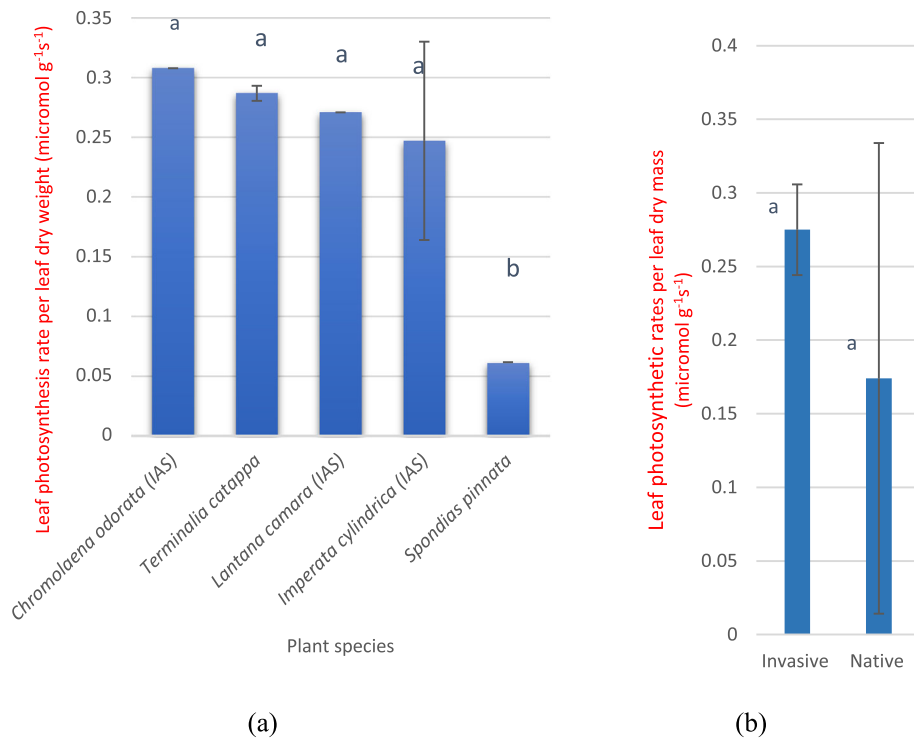 Leaf photosynthesis rate per leaf dry weight (micromol g⁻¹s⁻¹)
0.35
0.3
0.25
0.2
0.15
0.1
0.05
0
a
a
a
a
b
Chromolaena odorata (IAS)
Terminalia catappa
Lantana camara (IAS)
Imperata cylindrica (IAS)
Spondias pinnata
Plant species
(a)
Leaf photosynthetic rates per leaf dry mass
(micromol g⁻¹s⁻¹)
0.4
0.35
0.3
0.25
0.2
0.15
0.1
0.05
0
a
a
Invasive
Native
(b)